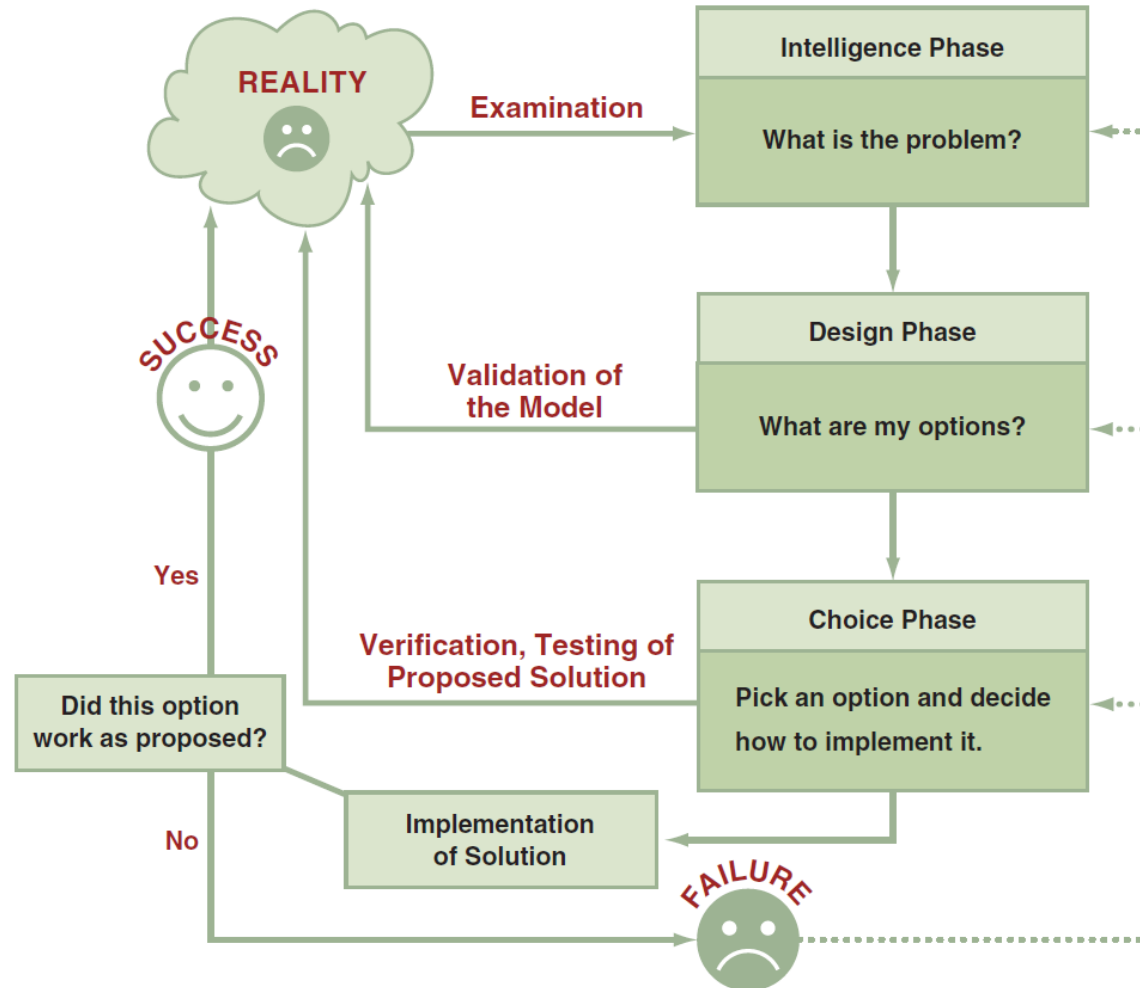 REALITY
Examination
Intelligence Phase
What is the problem?
Design Phase
What are my options?
Validation of
the Model
SUCCESS
Yes
Choice Phase
Pick an option and decide
how to implement it.
Verification, Testing of
Proposed Solution
Did this option
work as proposed?
No
Implementation
of Solution
FAILURE